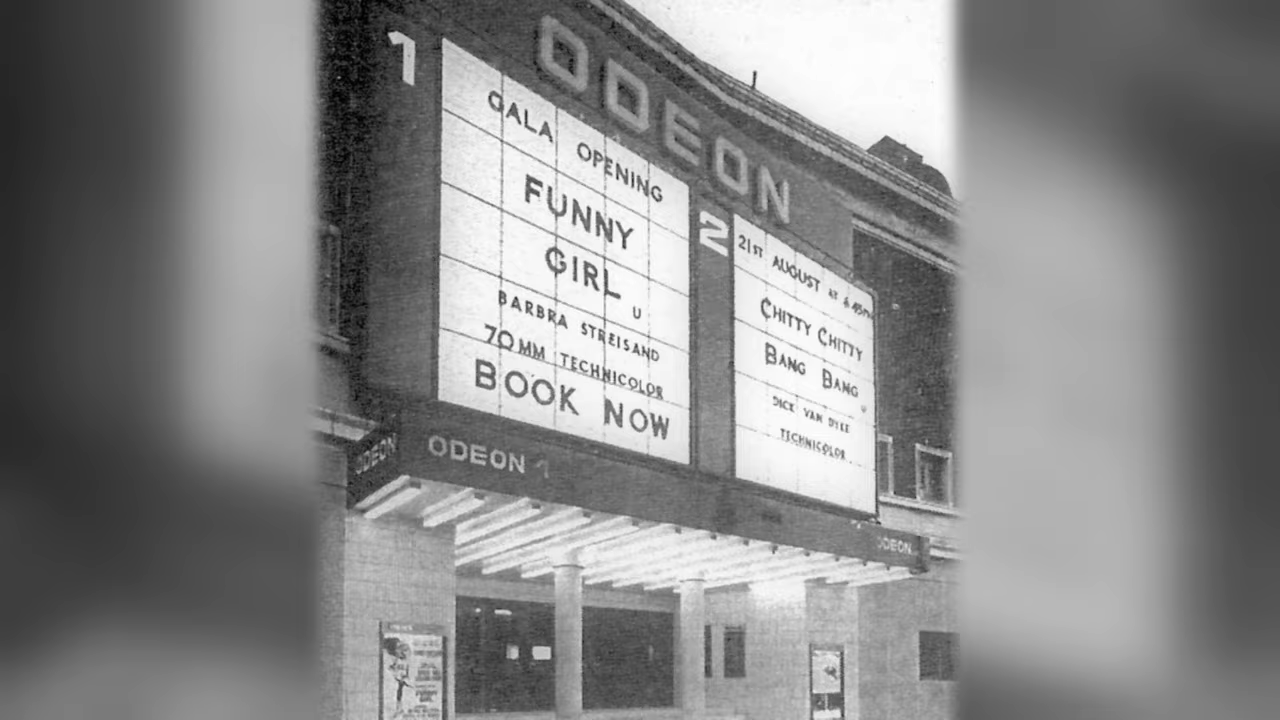 ODEON
1
GALA OPENING
FUNNY
GIRL U
BARBRA STREISAND
70MM TECHNICOLOR
BOOK NOW
2
21ST AUGUST AT 6.45PM
CHITTY CHITTY
BANG BANG U
DICK VAN DYKE
TECHNICOLOR
ODEON
ODEON 1
ODEON